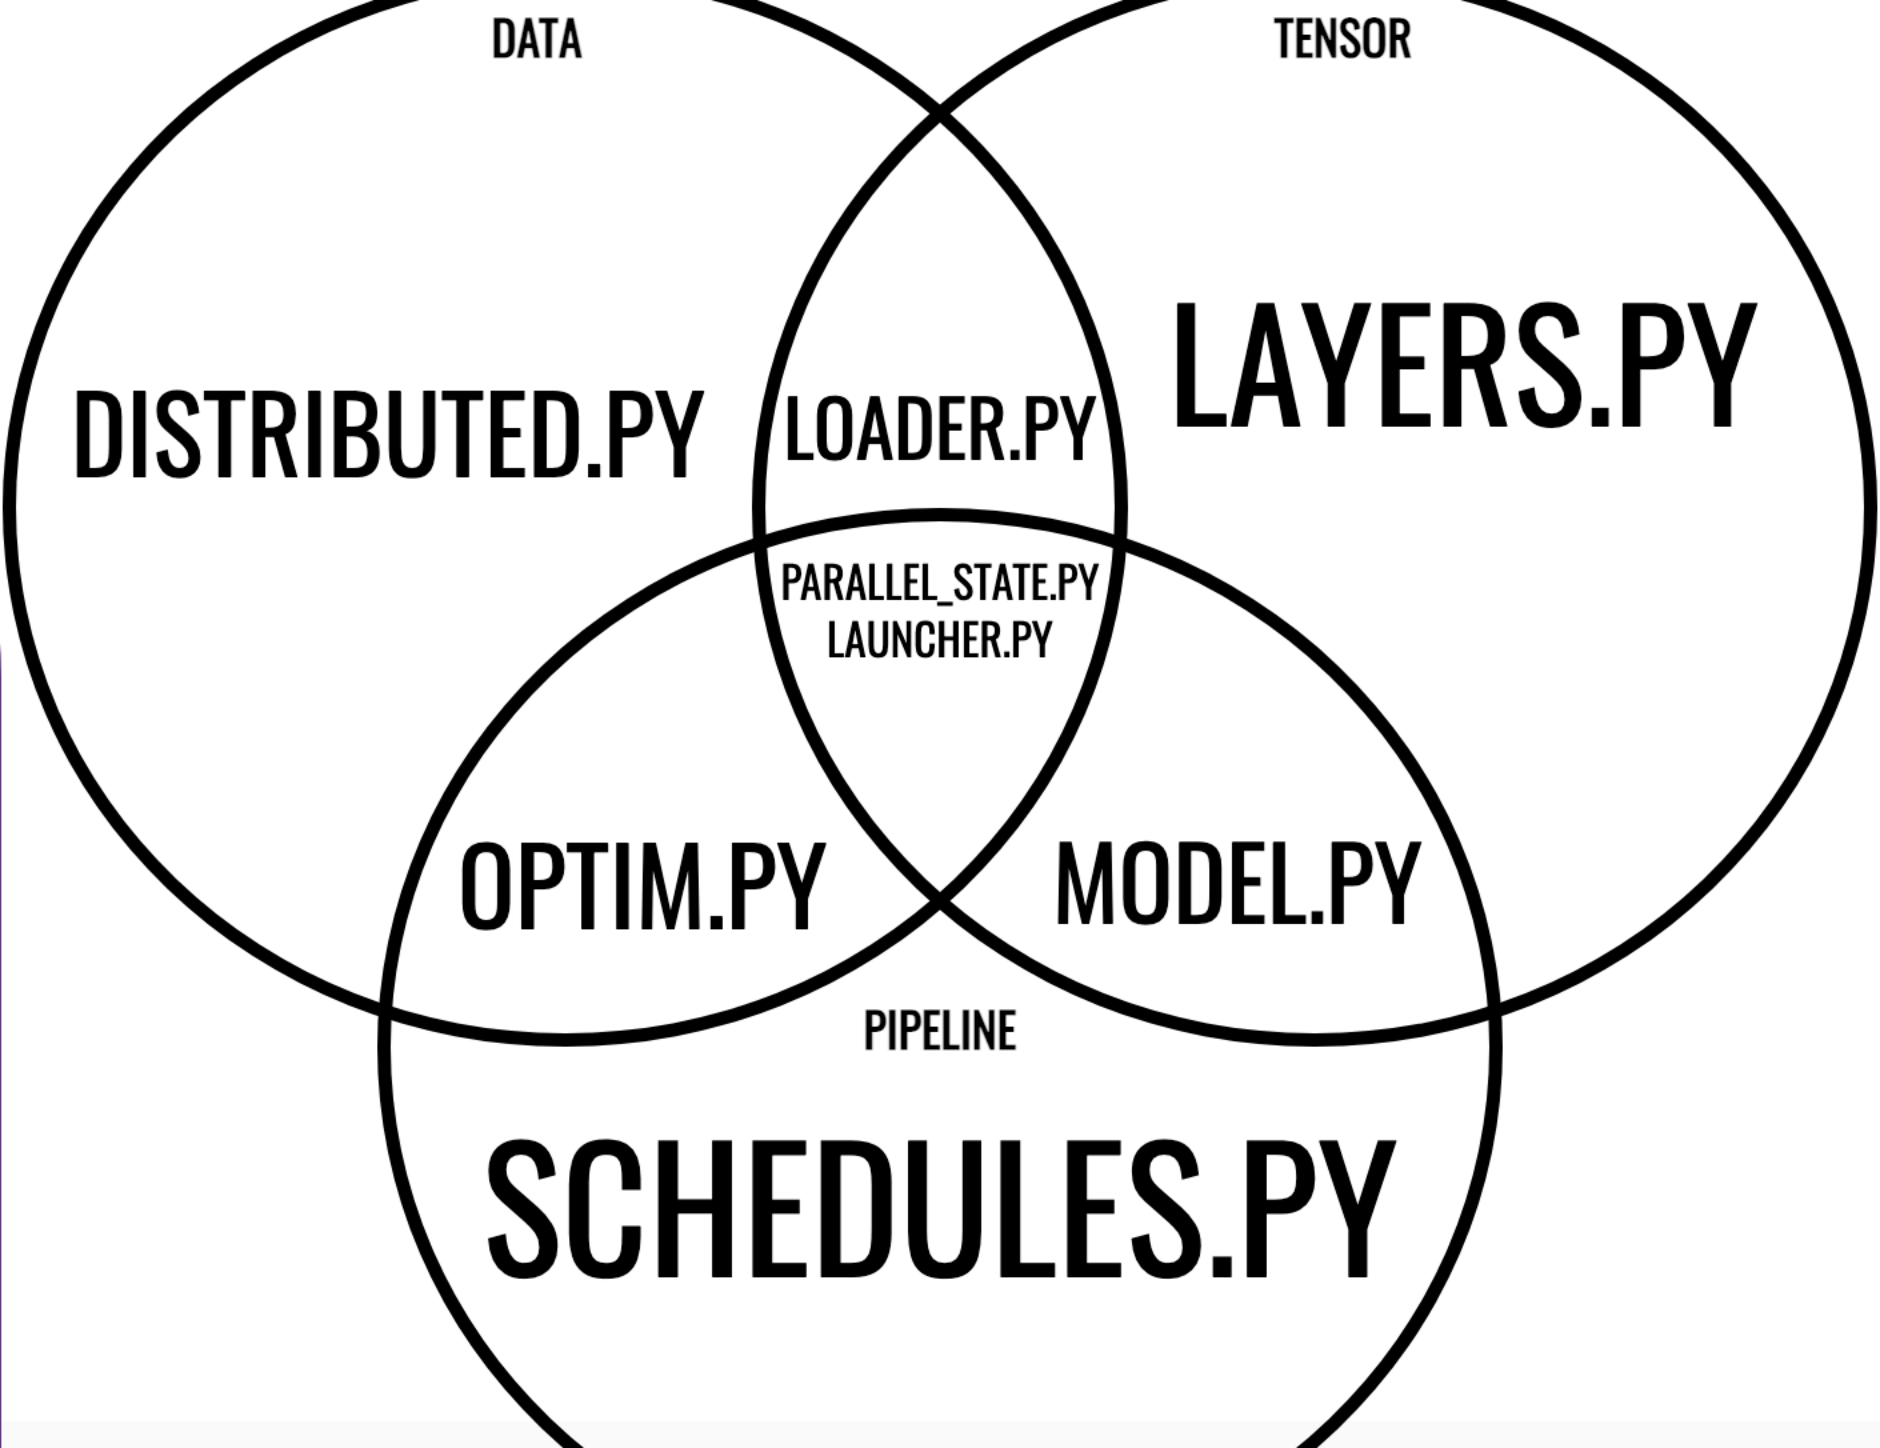 DATA
TENSOR
LAYERS.PY
DISTRIBUTED.PY
LOADER.PY
PARALLEL_STATE.PY
LAUNCHER.PY
OPTIM.PY
MODEL.PY
PIPELINE
SCHEDULES.PY